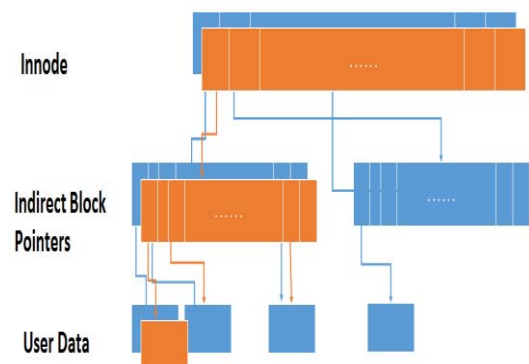 Innode
......
Indirect Block
Pointers
......
......
User Data